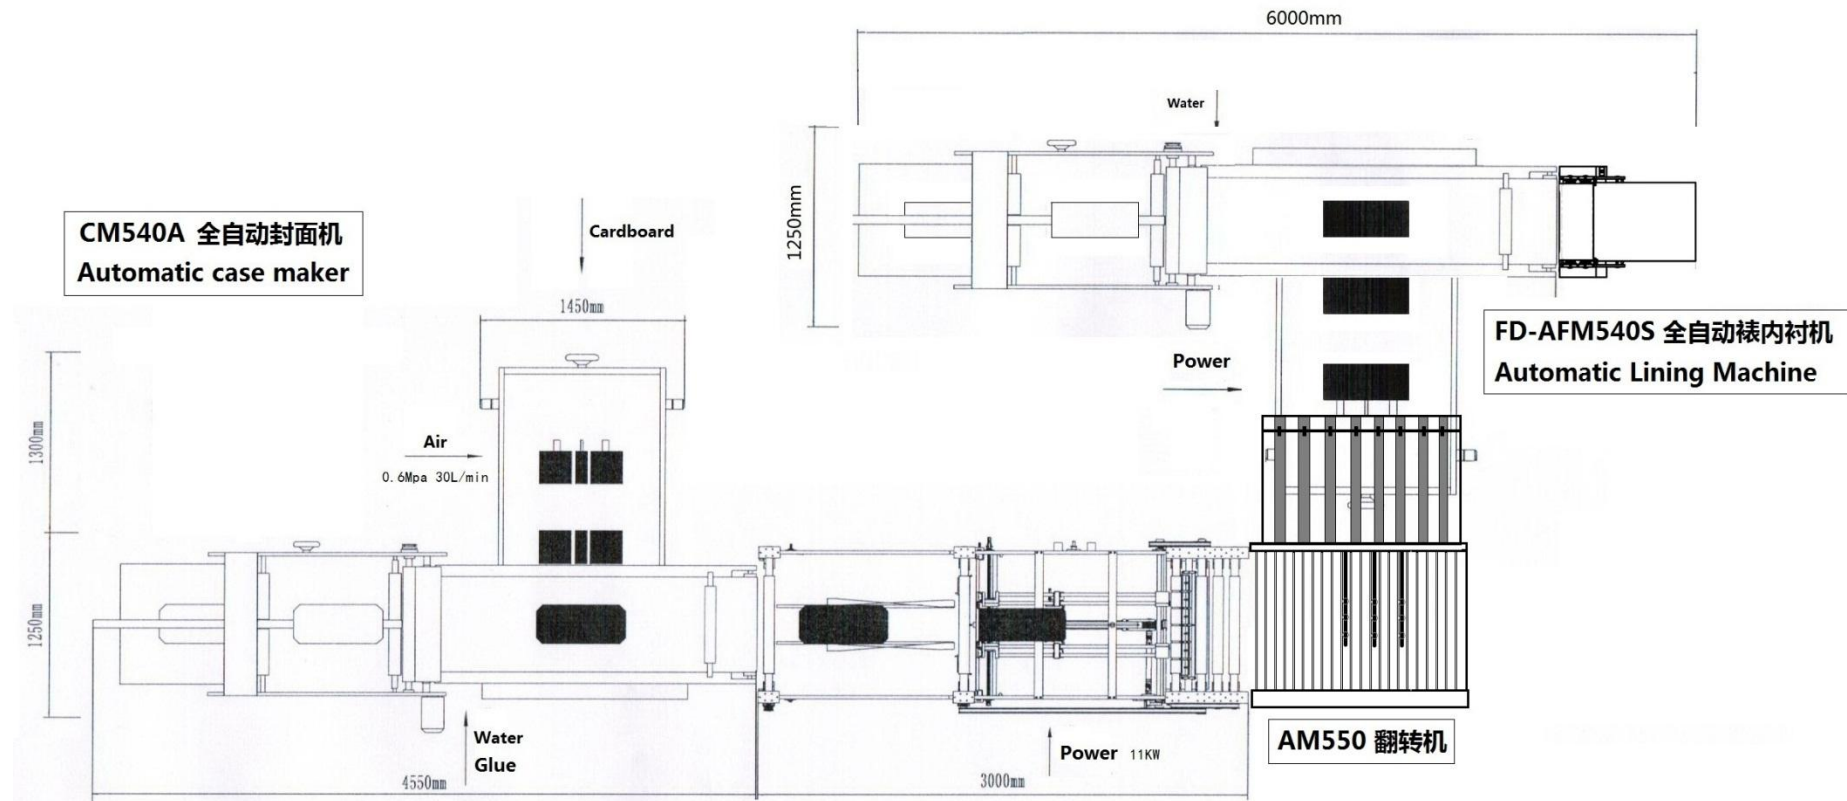 6000mm
Water
1250mm
CM540A 全自动封面机
Automatic case maker
Cardboard
1450mm
FD-AFM540S 全自动裱内衬机
Automatic Lining Machine
Power
1300mm
Air
0.6Mpa 30L/min
1250mm
Water
Glue
Power 11KW
AM550 翻转机
4550mm
3000mm